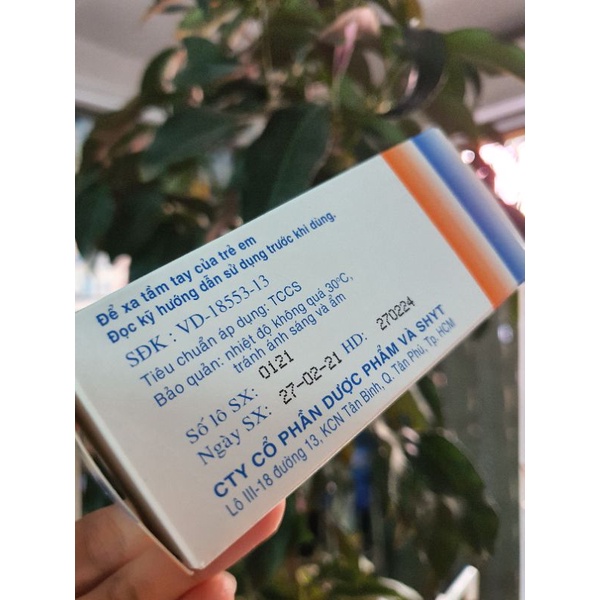 Để xa tầm tay của trẻ em
Đọc kỹ hướng dẫn sử dụng trước khi dùng.
SĐK : VD-18553-13
Tiêu chuẩn áp dụng: TCCS
Bảo quản: nhiệt độ không quá 30°C,
tránh ánh sáng và ẩm
Số lô SX: 0121
Ngày SX: 27-02-21 HD: 270224
CTY CỔ PHẦN DƯỢC PHẨM VÀ SHYT
Lô III-18 đường 13, KCN Tân Bình, Q. Tân Phú, Tp. HCM